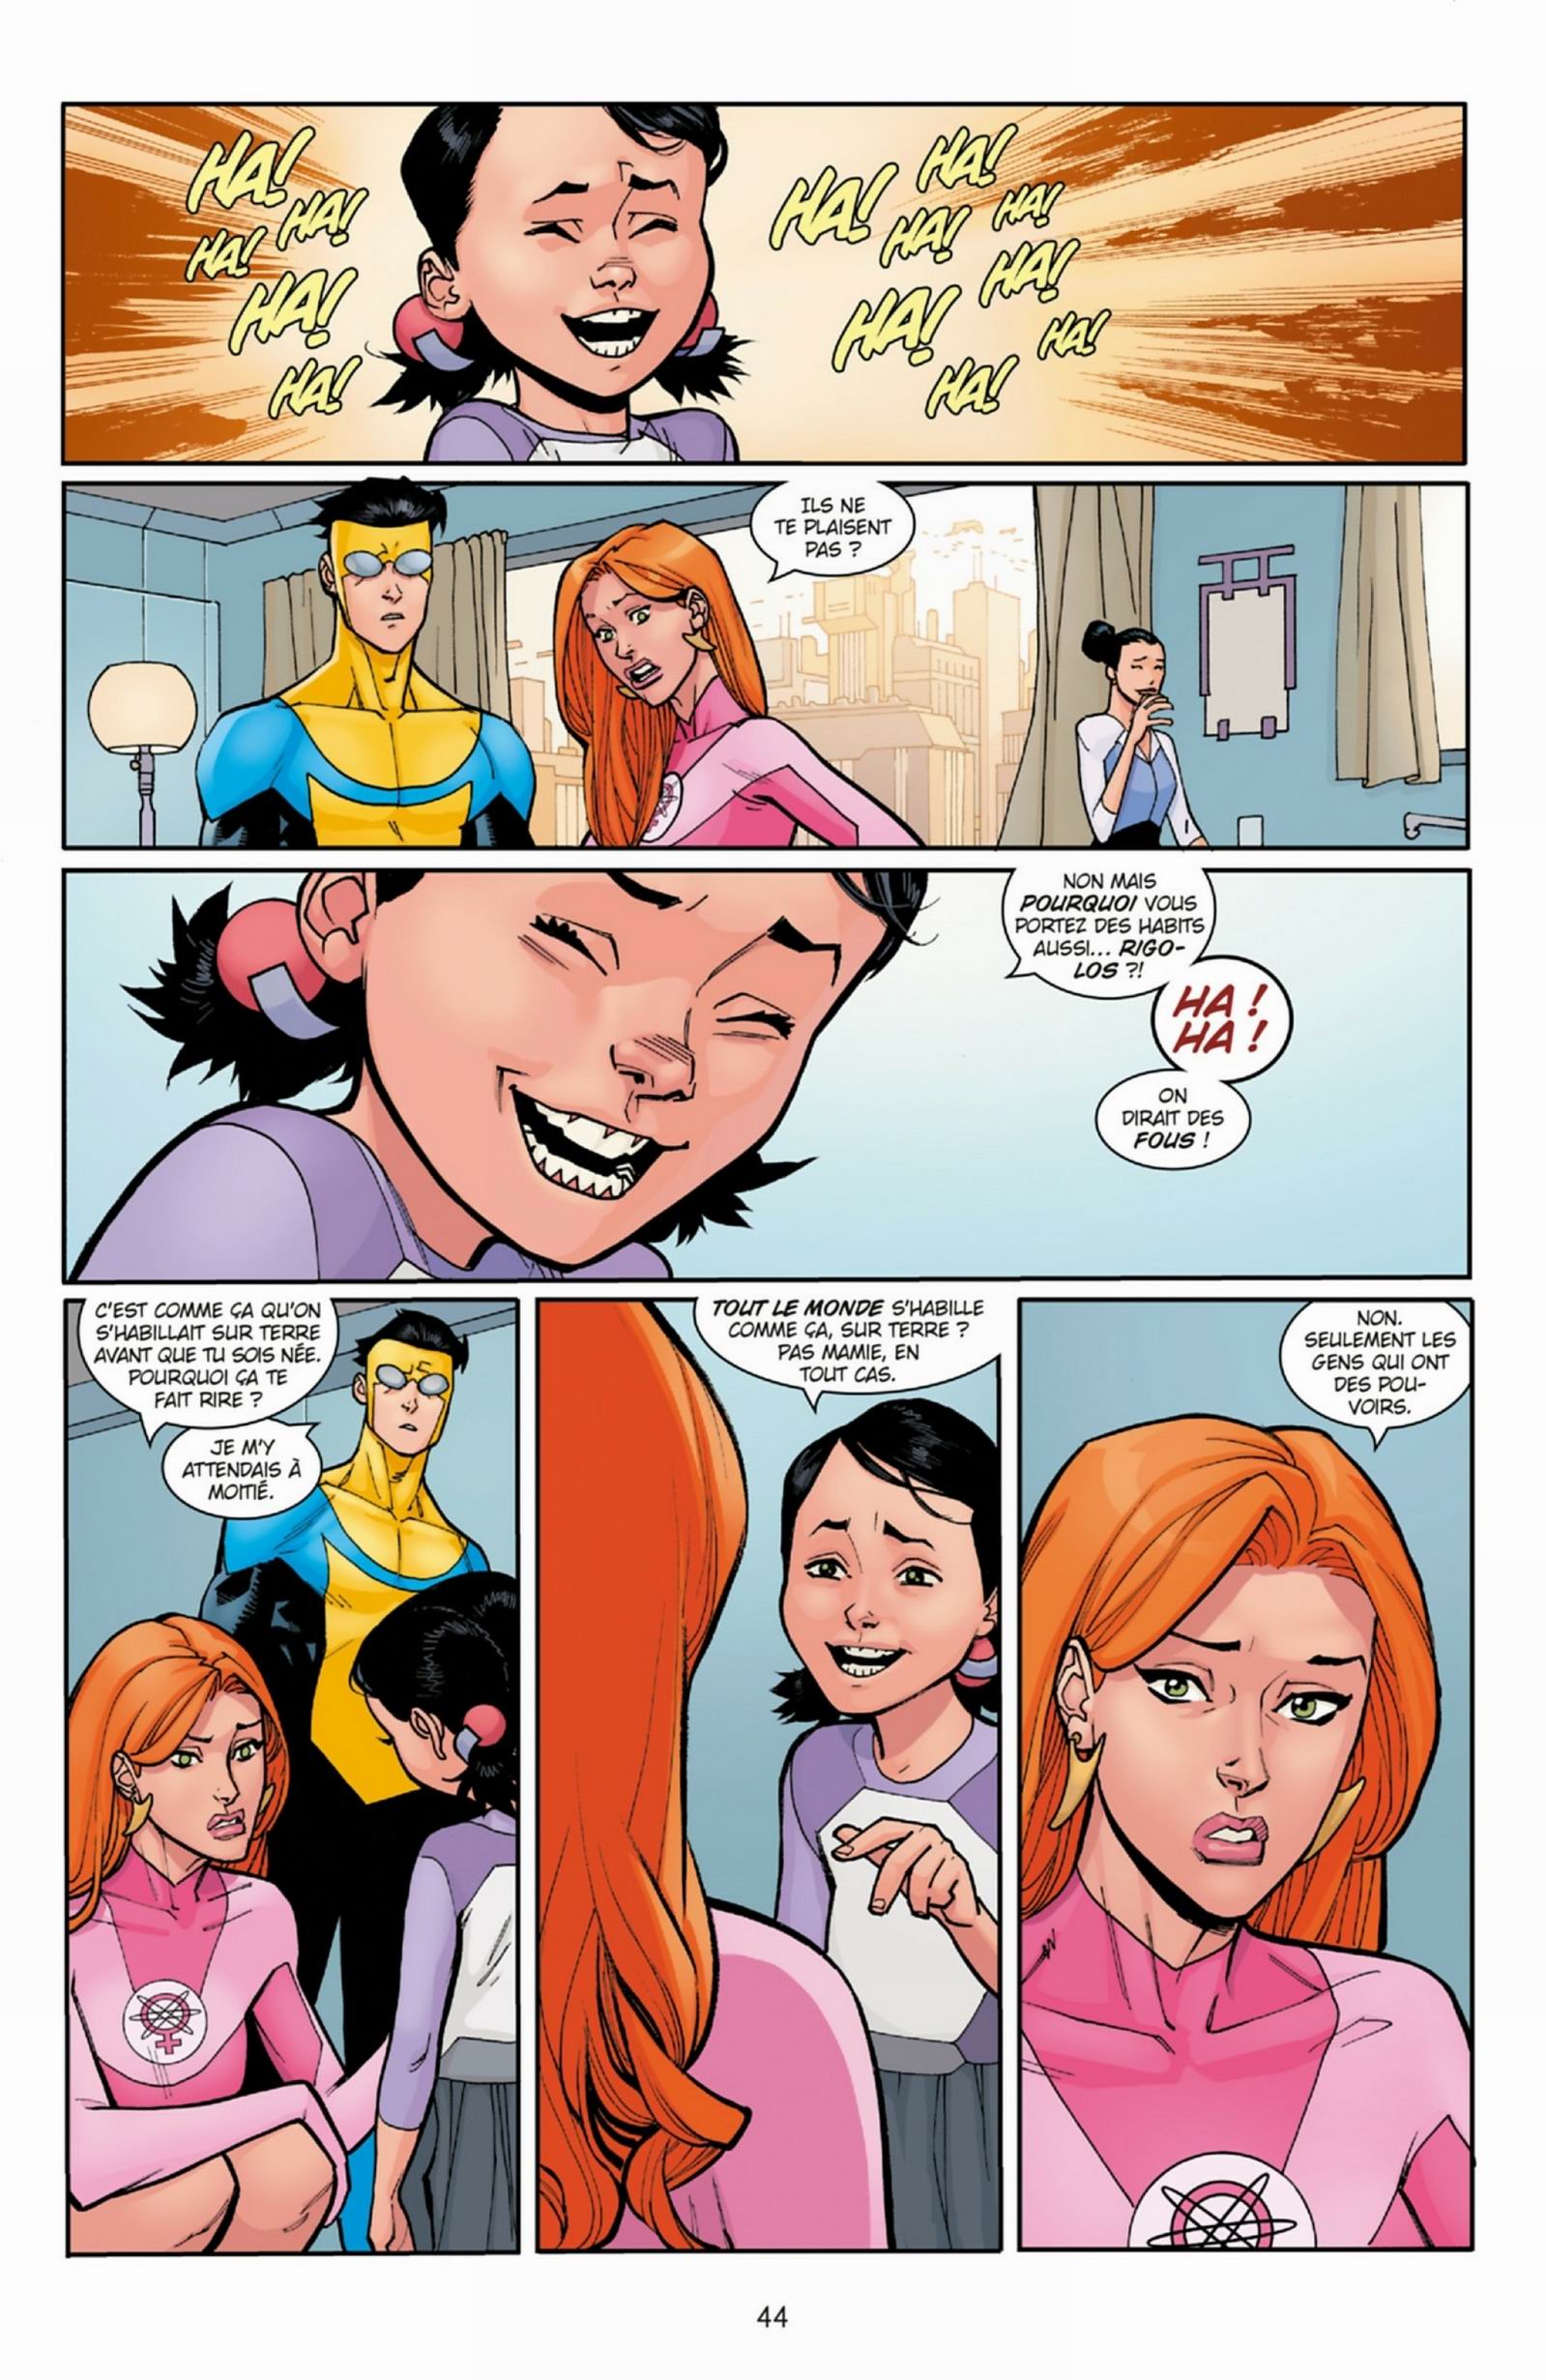 HA!
HA!
HA!
HA!
HA!
HA!
HA!
HA!
HA!
HA!
HA!
HA!
HA!
ILS NE
TE PLAISENT
PAS ?
NON MAIS
POURQUOI VOUS
PORTEZ DES HABITS
AUSSI... RIGO-
LOS ?!
HA !
HA !
ON
DIRAIT DES
FOUS !
C'EST COMME ÇA QU'ON
S'HABILLAIT SUR TERRE
AVANT QUE TU SOIS NÉE.
POURQUOI ÇA TE
FAIT RIRE ?
JE M'Y
ATTENDAIS À
MOITIÉ.
TOUT LE MONDE S'HABILLE
COMME ÇA, SUR TERRE ?
PAS MAMIE, EN
TOUT CAS.
NON.
SEULEMENT LES
GENS QUI ONT
DES POU-
VOIRS.
44